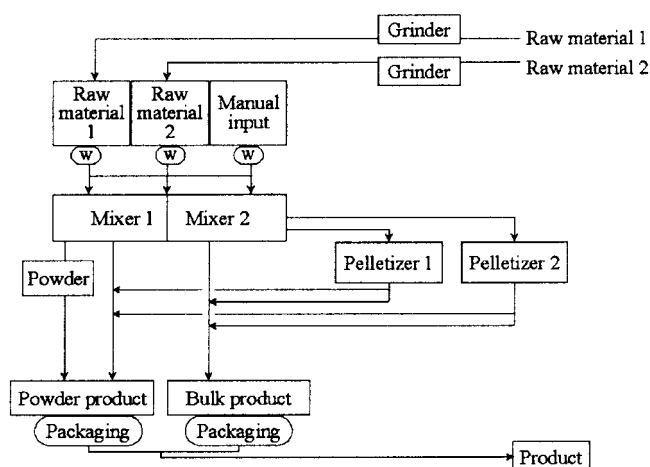 Grinder
Raw material 1
Grinder
Raw material 2
Raw
material
1
Raw
material
2
Manual
input
W
W
W
Mixer 1
Mixer 2
Powder
Pelletizer 1
Pelletizer 2
Powder product
Bulk product
Packaging
Packaging
Product